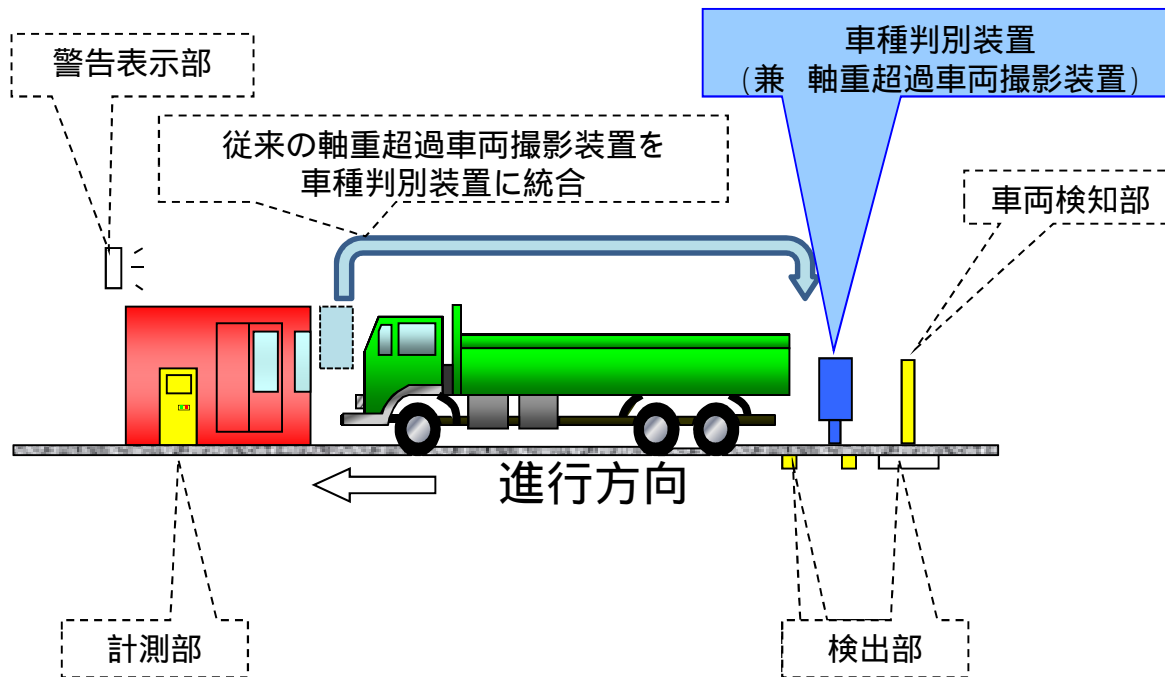 警告表示部
車種判別装置
(兼 軸重超過車両撮影装置)
従来の軸重超過車両撮影装置を
車種判別装置に統合
車両検知部
進行方向
計測部
検出部